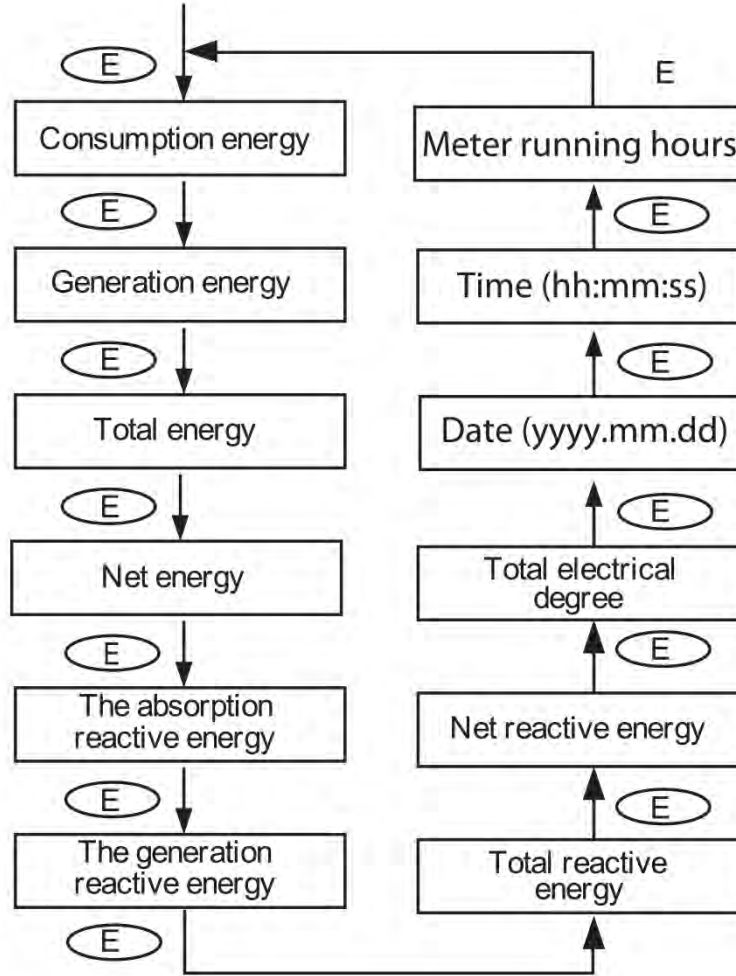 E
Consumption energy
E
Generation energy
E
Total energy
E
Net energy
E
The absorption
reactive energy
E
The generation
reactive energy
E
Total reactive
energy
E
Net reactive energy
E
Total electrical
degree
E
Date (yyyy.mm.dd)
E
Time (hh:mm:ss)
E
Meter running hours
E